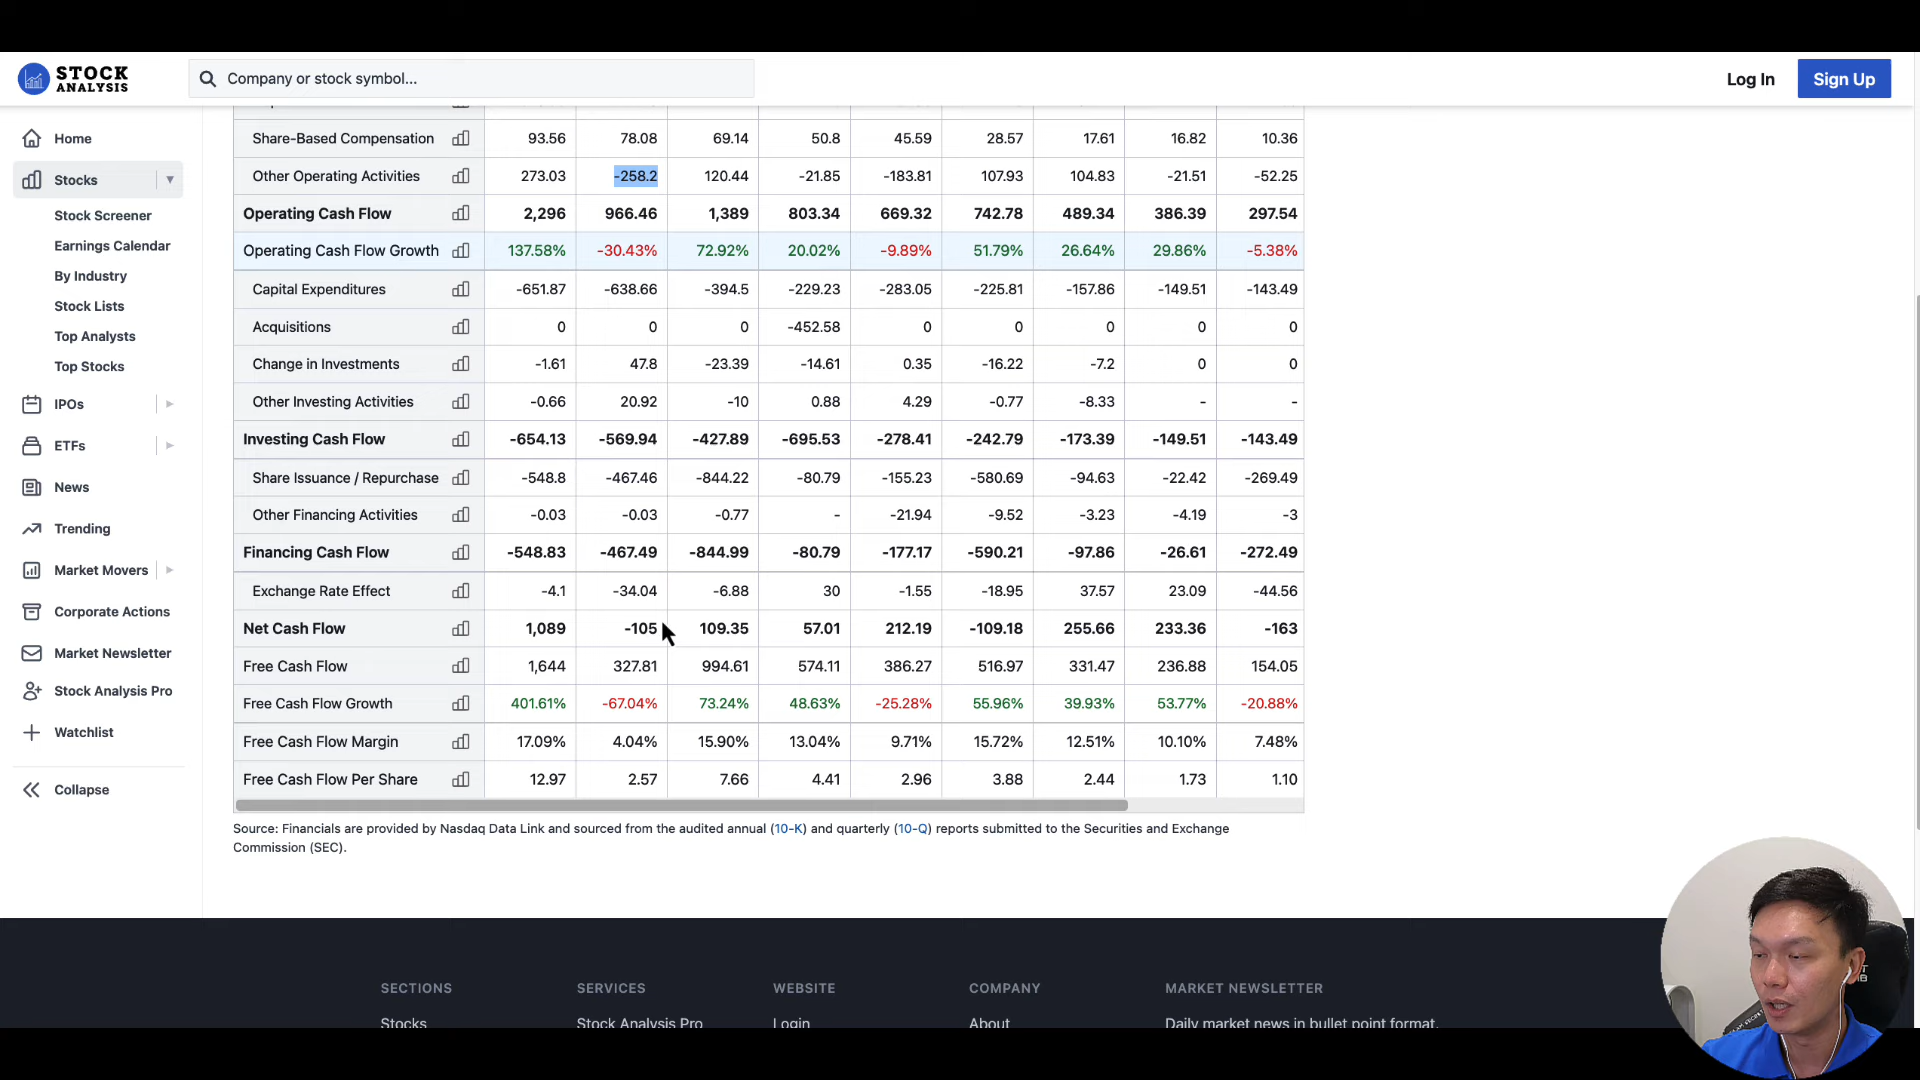 STOCK
ANALYSIS
Company or stock symbol...
Log In
Sign Up
Home
Stocks
Stock Screener
Earnings Calendar
By Industry
Stock Lists
Top Analysts
Top Stocks
IPOs
ETFs
News
Trending
Market Movers
Corporate Actions
Market Newsletter
Stock Analysis Pro
Watchlist
Collapse
Share-Based Compensation 93.56 78.08 69.14 50.8 45.59 28.57 17.61 16.82 10.36
Other Operating Activities 273.03 -258.2 120.44 -21.85 -183.81 107.93 104.83 -21.51 -52.25
Operating Cash Flow 2,296 966.46 1,389 803.34 669.32 742.78 489.34 386.39 297.54
Operating Cash Flow Growth 137.58% -30.43% 72.92% 20.02% -9.89% 51.79% 26.64% 29.86% -5.38%
Capital Expenditures -651.87 -638.66 -394.5 -229.23 -283.05 -225.81 -157.86 -149.51 -143.49
Acquisitions 0 0 0 -452.58 0 0 0 0 0
Change in Investments -1.61 47.8 -23.39 -14.61 0.35 -16.22 -7.2 0 0
Other Investing Activities -0.66 20.92 -10 0.88 4.29 -0.77 -8.33 - -
Investing Cash Flow -654.13 -569.94 -427.89 -695.53 -278.41 -242.79 -173.39 -149.51 -143.49
Share Issuance / Repurchase -548.8 -467.46 -844.22 -80.79 -155.23 -580.69 -94.63 -22.42 -269.49
Other Financing Activities -0.03 -0.03 -0.77 - -21.94 -9.52 -3.23 -4.19 -3
Financing Cash Flow -548.83 -467.49 -844.99 -80.79 -177.17 -590.21 -97.86 -26.61 -272.49
Exchange Rate Effect -4.1 -34.04 -6.88 30 -1.55 -18.95 37.57 23.09 -44.56
Net Cash Flow 1,089 -105 109.35 57.01 212.19 -109.18 255.66 233.36 -163
Free Cash Flow 1,644 327.81 994.61 574.11 386.27 516.97 331.47 236.88 154.05
Free Cash Flow Growth 401.61% -67.04% 73.24% 48.63% -25.28% 55.96% 39.93% 53.77% -20.88%
Free Cash Flow Margin 17.09% 4.04% 15.90% 13.04% 9.71% 15.72% 12.51% 10.10% 7.48%
Free Cash Flow Per Share 12.97 2.57 7.66 4.41 2.96 3.88 2.44 1.73 1.10
Source: Financials are provided by Nasdaq Data Link and sourced from the audited annual (10-K) and quarterly (10-Q) reports submitted to the Securities and Exchange
Commission (SEC).
SECTIONS
Stocks
SERVICES
Stock Analysis Pro
WEBSITE
Login
COMPANY
About
MARKET NEWSLETTER
Daily market news in bullet point format.